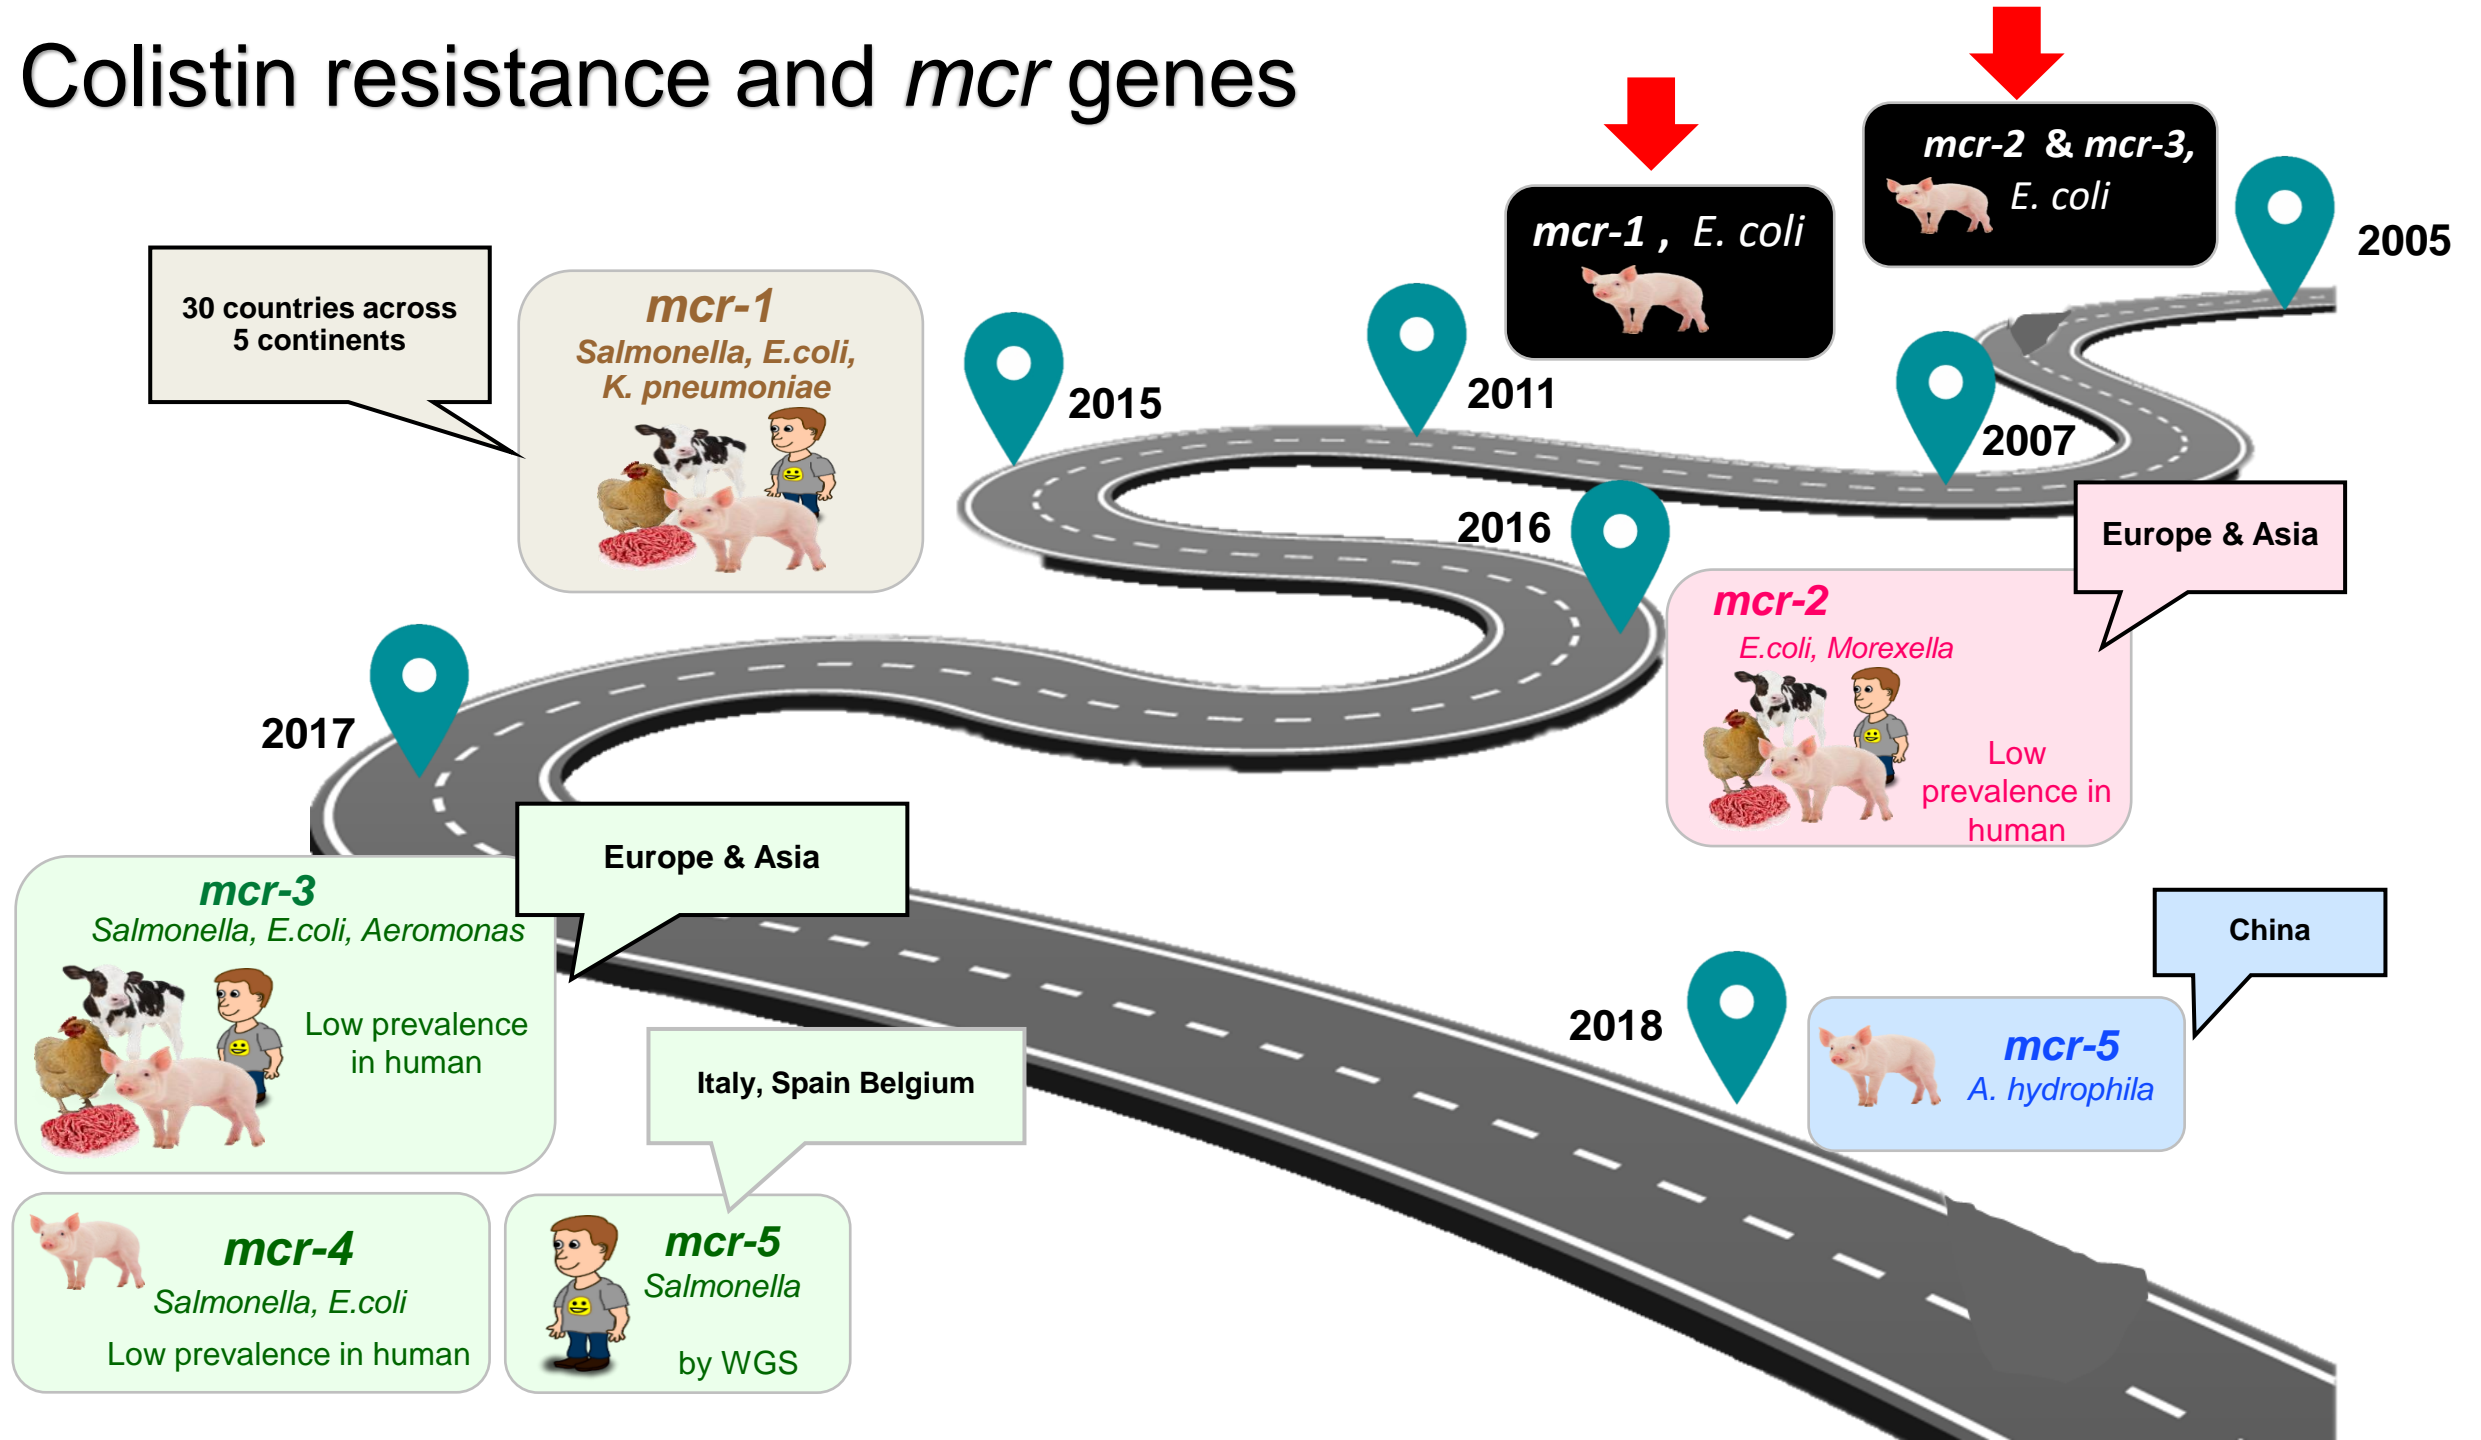 Colistin resistance and mcr genes
mcr-2 & mcr-3,
E. coli
2005
mcr-1 , E. coli
2007
2011
2015
30 countries across
5 continents
mcr-1
Salmonella, E.coli,
K. pneumoniae
2016
Europe & Asia
mcr-2
E.coli, Morexella
Low
prevalence in
human
2017
Europe & Asia
mcr-3
Salmonella, E.coli, Aeromonas
Low prevalence
in human
Italy, Spain Belgium
mcr-4
Salmonella, E.coli
Low prevalence in human
mcr-5
Salmonella
by WGS
2018
China
mcr-5
A. hydrophila